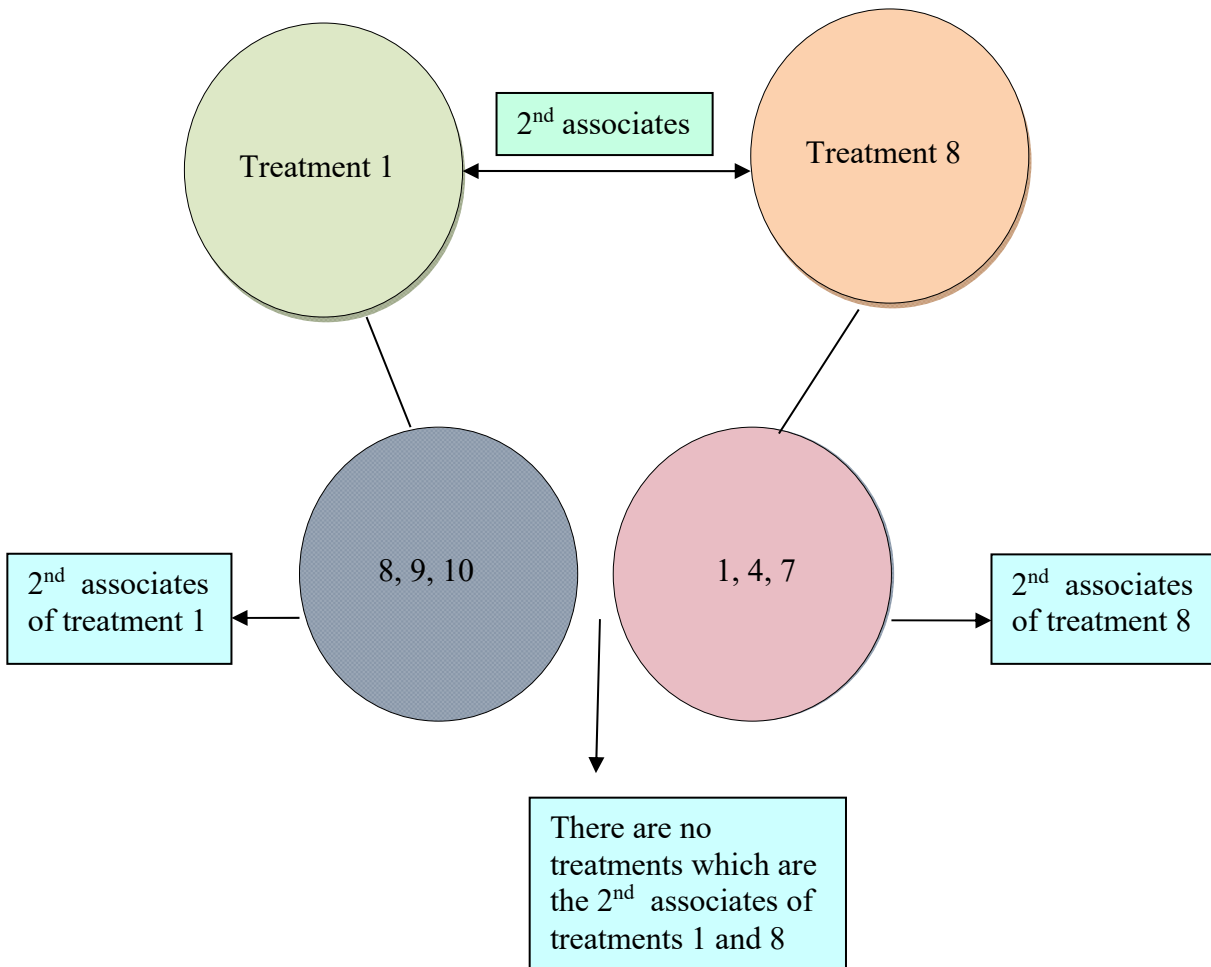 2nd associates
Treatment 1
Treatment 8
8, 9, 10
1, 4, 7
2nd associates
of treatment 1
2nd associates
of treatment 8
There are no
treatments which are
the 2nd associates of
treatments 1 and 8